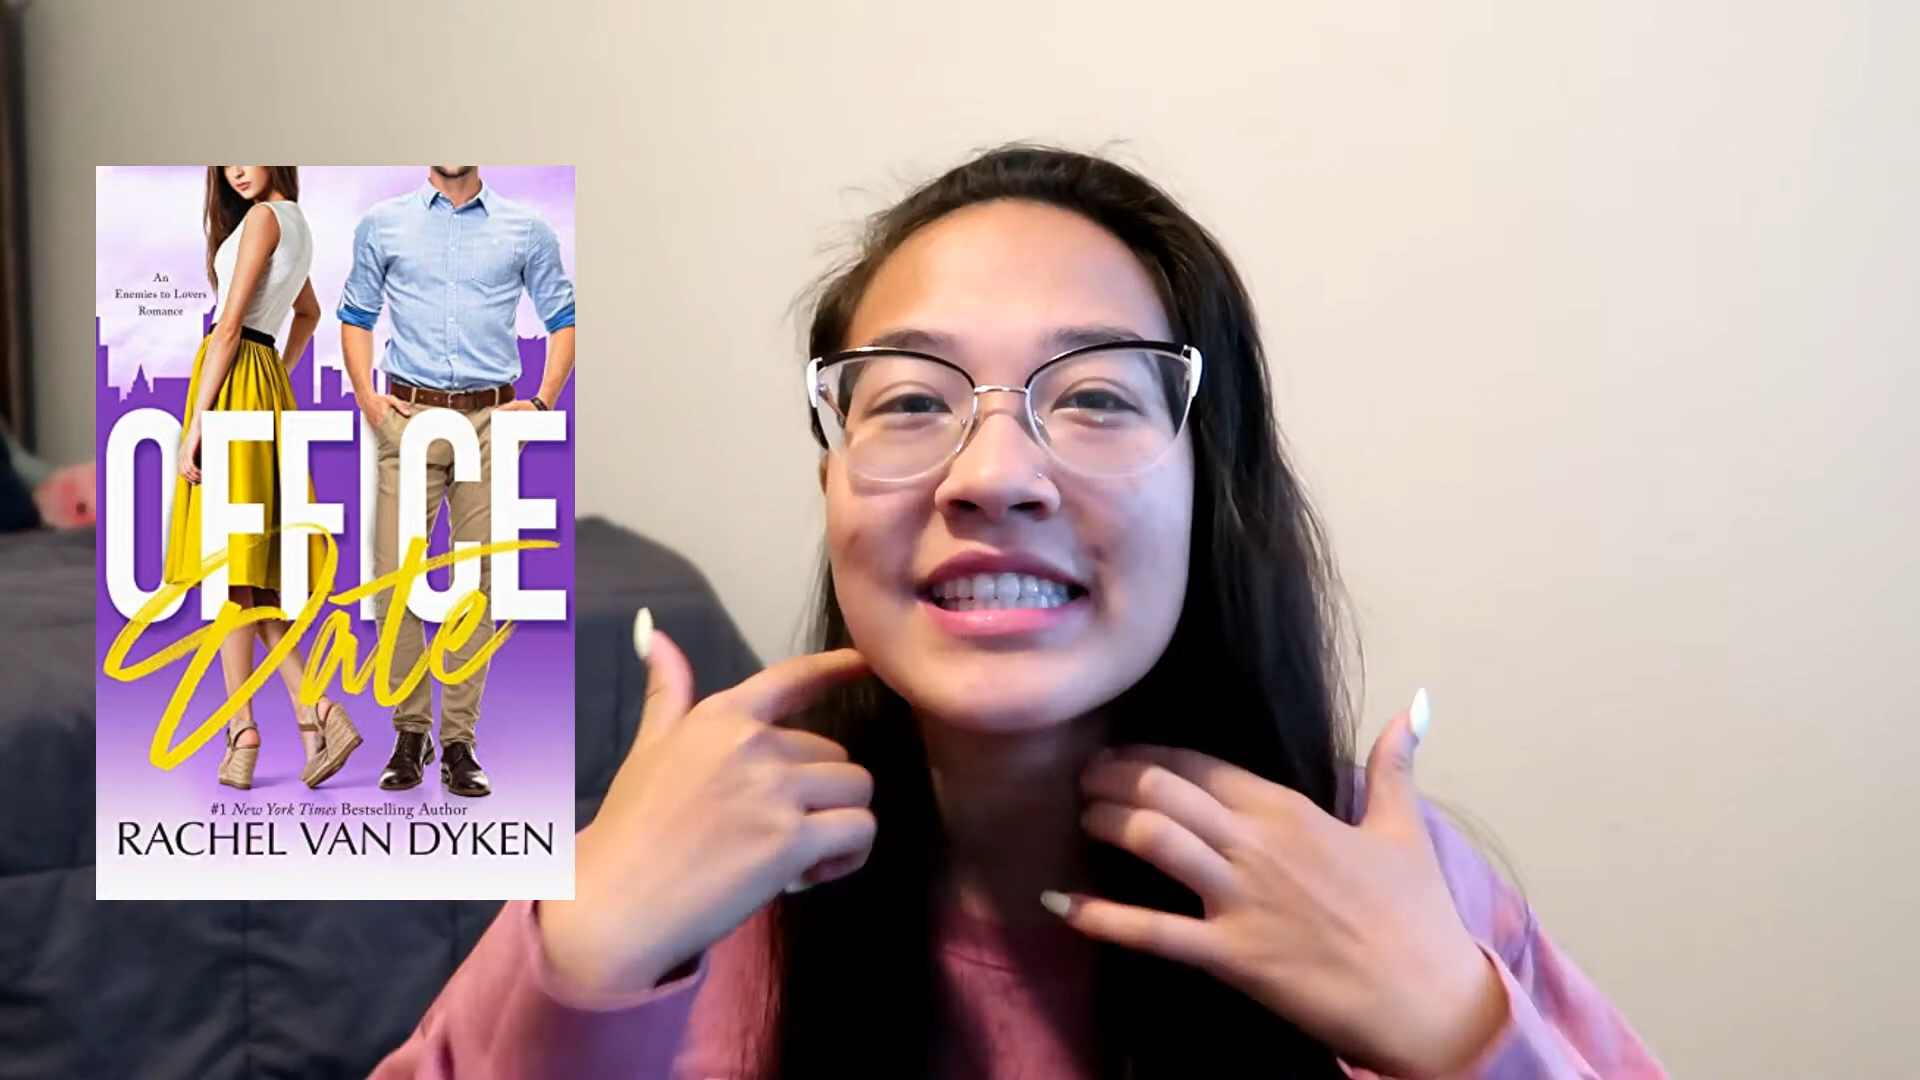 An
Enemies to Lovers
Romance
OFFICE
Date
#1 New York Times Bestselling Author
RACHEL VAN DYKEN